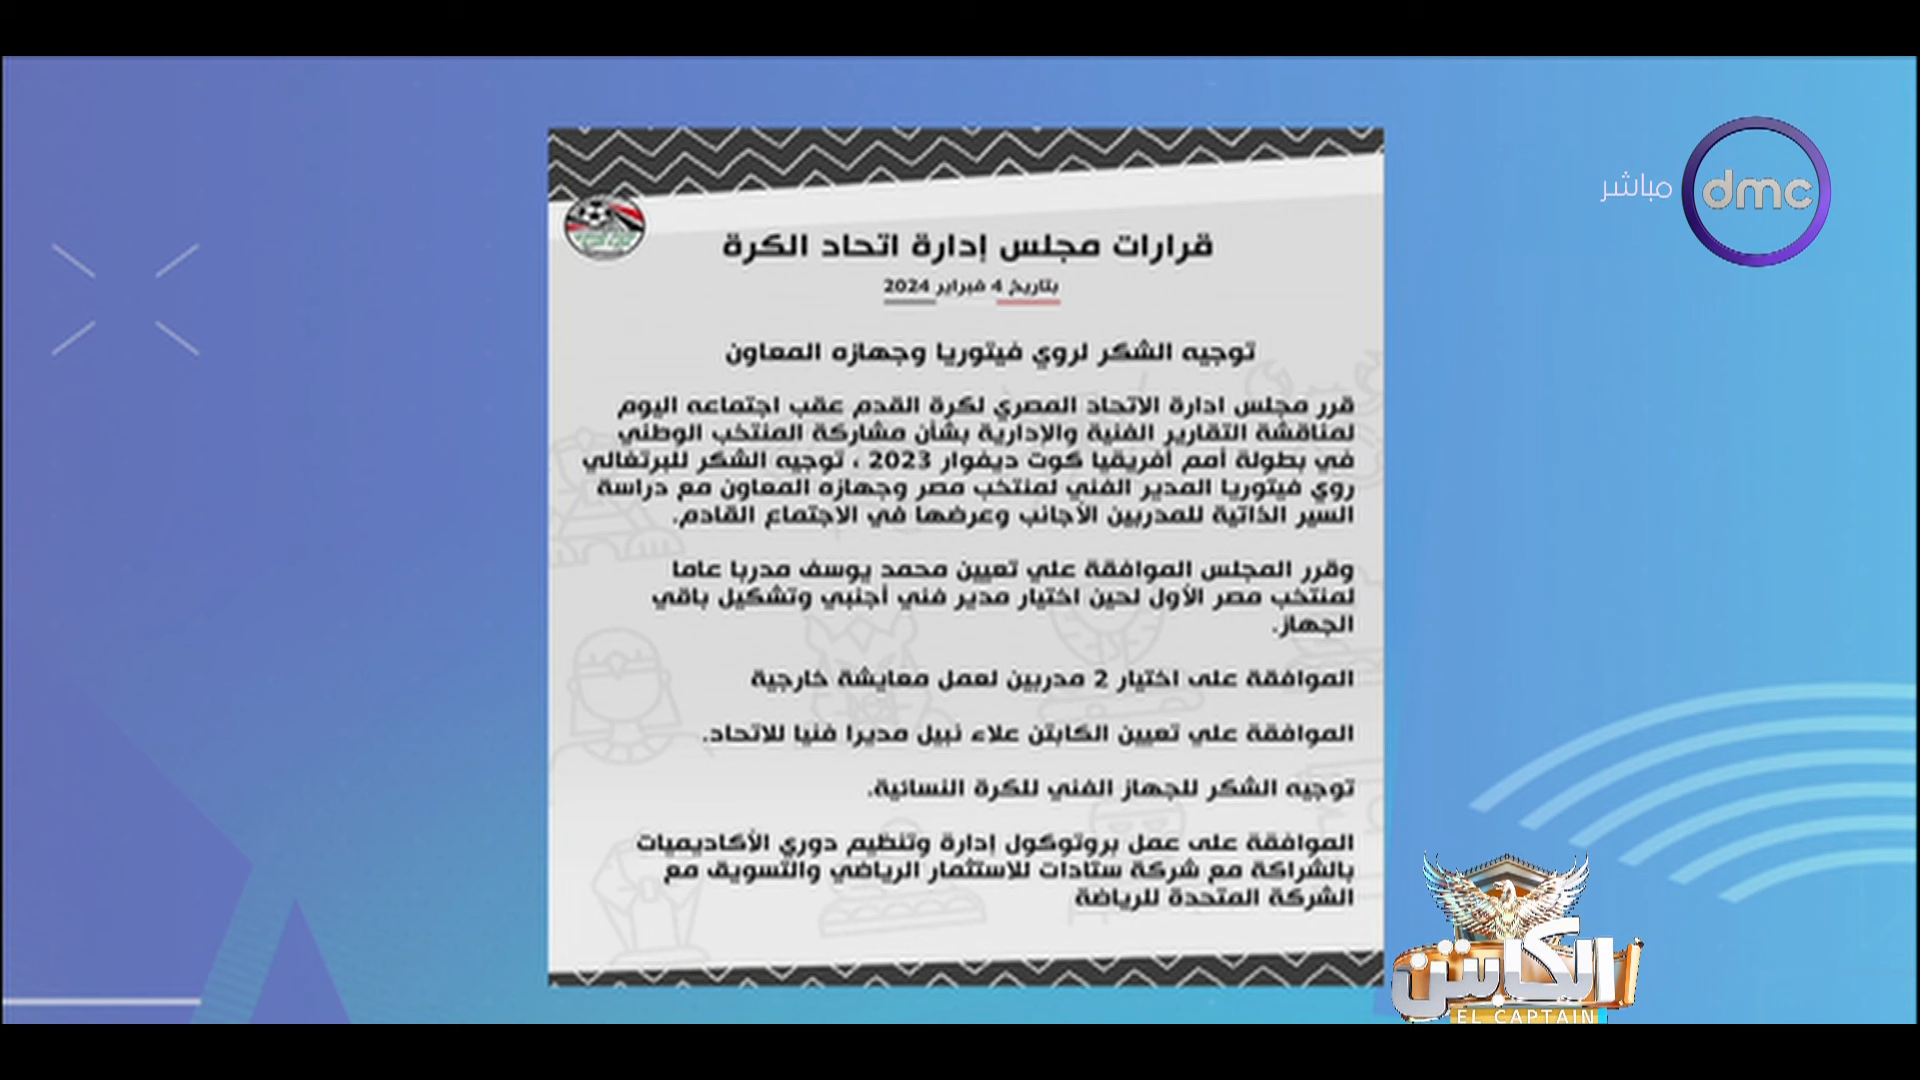 مباشر
dmc
قرارات مجلس إدارة اتحاد الكرة
بتاريخ 4 فبراير 2024
توجيه الشكر لروي فيتوريا وجهازه المعاون
قرر مجلس ادارة الاتحاد المصري لكرة القدم عقب اجتماعه اليوم
لمناقشة التقارير الفنية والإدارية بشأن مشاركة المنتخب الوطني
في بطولة أمم أفريقيا كوت ديفوار 2023 ، توجيه الشكر للبرتغالي
روي فيتوريا المدير الفني لمنتخب مصر وجهازه المعاون مع دراسة
السير الذاتية للمدربين الأجانب وعرضها في الاجتماع القادم.
وقرر المجلس الموافقة علي تعيين محمد يوسف مدربا عاما
لمنتخب مصر الأول لحين اختيار مدير فني أجنبي وتشكيل باقي
الجهاز.
الموافقة على اختيار 2 مدربين لعمل معايشة خارجية
الموافقة علي تعيين الكابتن علاء نبيل مديرا فنيا للاتحاد.
توجيه الشكر للجهاز الفني للكرة النسائية.
الموافقة على عمل بروتوكول إدارة وتنظيم دوري الأكاديميات
بالشراكة مع شركة ستادات للاستثمار الرياضي والتسويق مع
الشركة المتحدة للرياضة
الكابتن
EL CAPTAIN